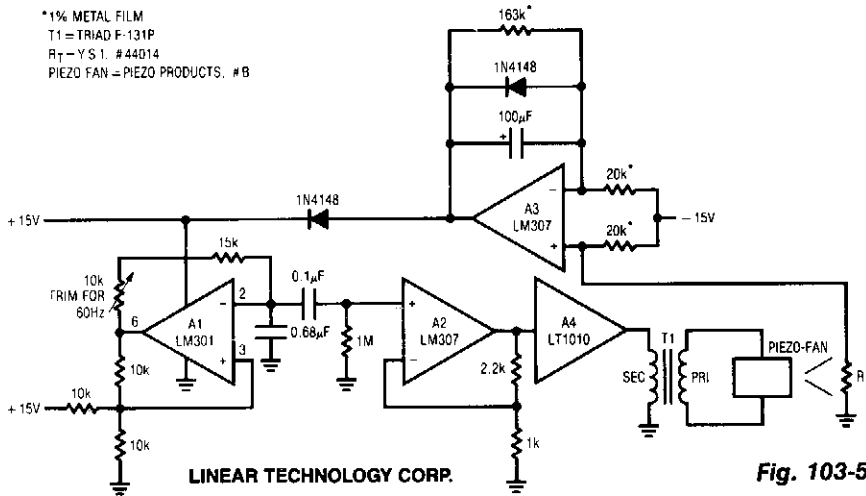 *1% METAL FILM
T1 = TRIAD F-131P
RT – Y S I. #44014
PIEZO FAN = PIEZO PRODUCTS, #B
163k*
1N4148
100µF
+
A3
LM307
–
+
20k*
20k*
– 15V
+ 15V
1N4148
15k
10k
TRIM FOR
60Hz
6
A1
LM301
–
2
+
3
0.1µF
0.68µF
1M
+
–
A2
LM307
A4
LT1010
2.2k
1k
T1
SEC
PRI
PIEZO-FAN
R
10k
+ 15V
10k
10k
LINEAR TECHNOLOGY CORP.
Fig. 103-5